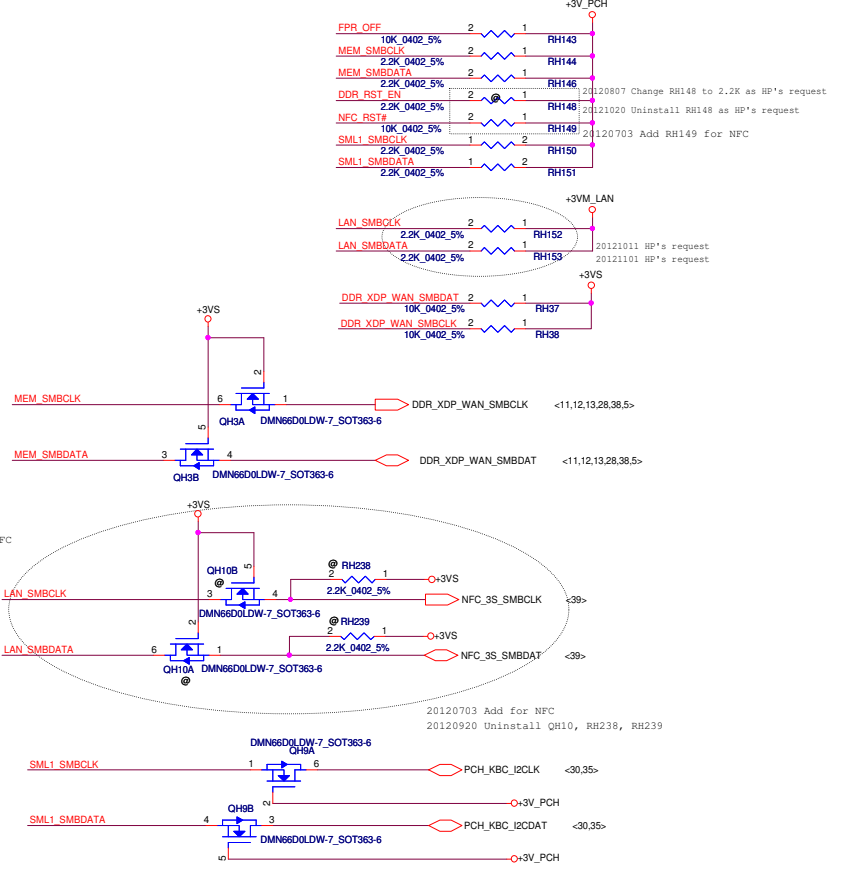 +3V_PCH
FPR_OFF 2 1
10K_0402_5% RH143
MEM_SMBCLK 2 1
2.2K_0402_5% RH144
MEM_SMBDATA 2 1
2.2K_0402_5% RH146
DDR_RST_EN 2 @ 1 20120807 Change RH148 to 2.2K as HP's request
2.2K_0402_5% RH148 20121020 Uninstall RH148 as HP's request
NFC_RST# 2 1
10K_0402_5% RH149 20120703 Add RH149 for NFC
SML1_SMBCLK 1 2
2.2K_0402_5% RH150
SML1_SMBDATA 1 2
2.2K_0402_5% RH151
+3VM_LAN
LAN_SMBCLK 2 1
2.2K_0402_5% RH152
LAN_SMBDATA 2 1 20121011 HP's request
2.2K_0402_5% RH153 20121101 HP's request
+3VS
DDR_XDP_WAN_SMBDAT 2 1
10K_0402_5% RH37
DDR_XDP_WAN_SMBCLK 2 1
10K_0402_5% RH38
+3VS
2
MEM_SMBCLK 6 1 DDR_XDP_WAN_SMBCLK <11,12,13,28,38,5>
QH3A DMN66D0LDW-7_SOT363-6
5
MEM_SMBDATA 3 4 DDR_XDP_WAN_SMBDAT <11,12,13,28,38,5>
QH3B DMN66D0LDW-7_SOT363-6
+3VS
FC
QH10B 5 @ RH238
@ 2 1 +3VS
2.2K_0402_5%
LAN_SMBCLK 3 4 NFC_3S_SMBCLK <39>
DMN66D0LDW-7_SOT363-6
2 @ RH239
2 1 +3VS
2.2K_0402_5%
LAN_SMBDATA 6 1 NFC_3S_SMBDAT <39>
QH10A DMN66D0LDW-7_SOT363-6
@
20120703 Add for NFC
20120920 Uninstall QH10, RH238, RH239
DMN66D0LDW-7_SOT363-6
QH9A
SML1_SMBCLK 1 6 PCH_KBC_I2CLK <30,35>
2 +3V_PCH
QH9B
SML1_SMBDATA 4 3 PCH_KBC_I2CDAT <30,35>
DMN66D0LDW-7_SOT363-6
5 +3V_PCH